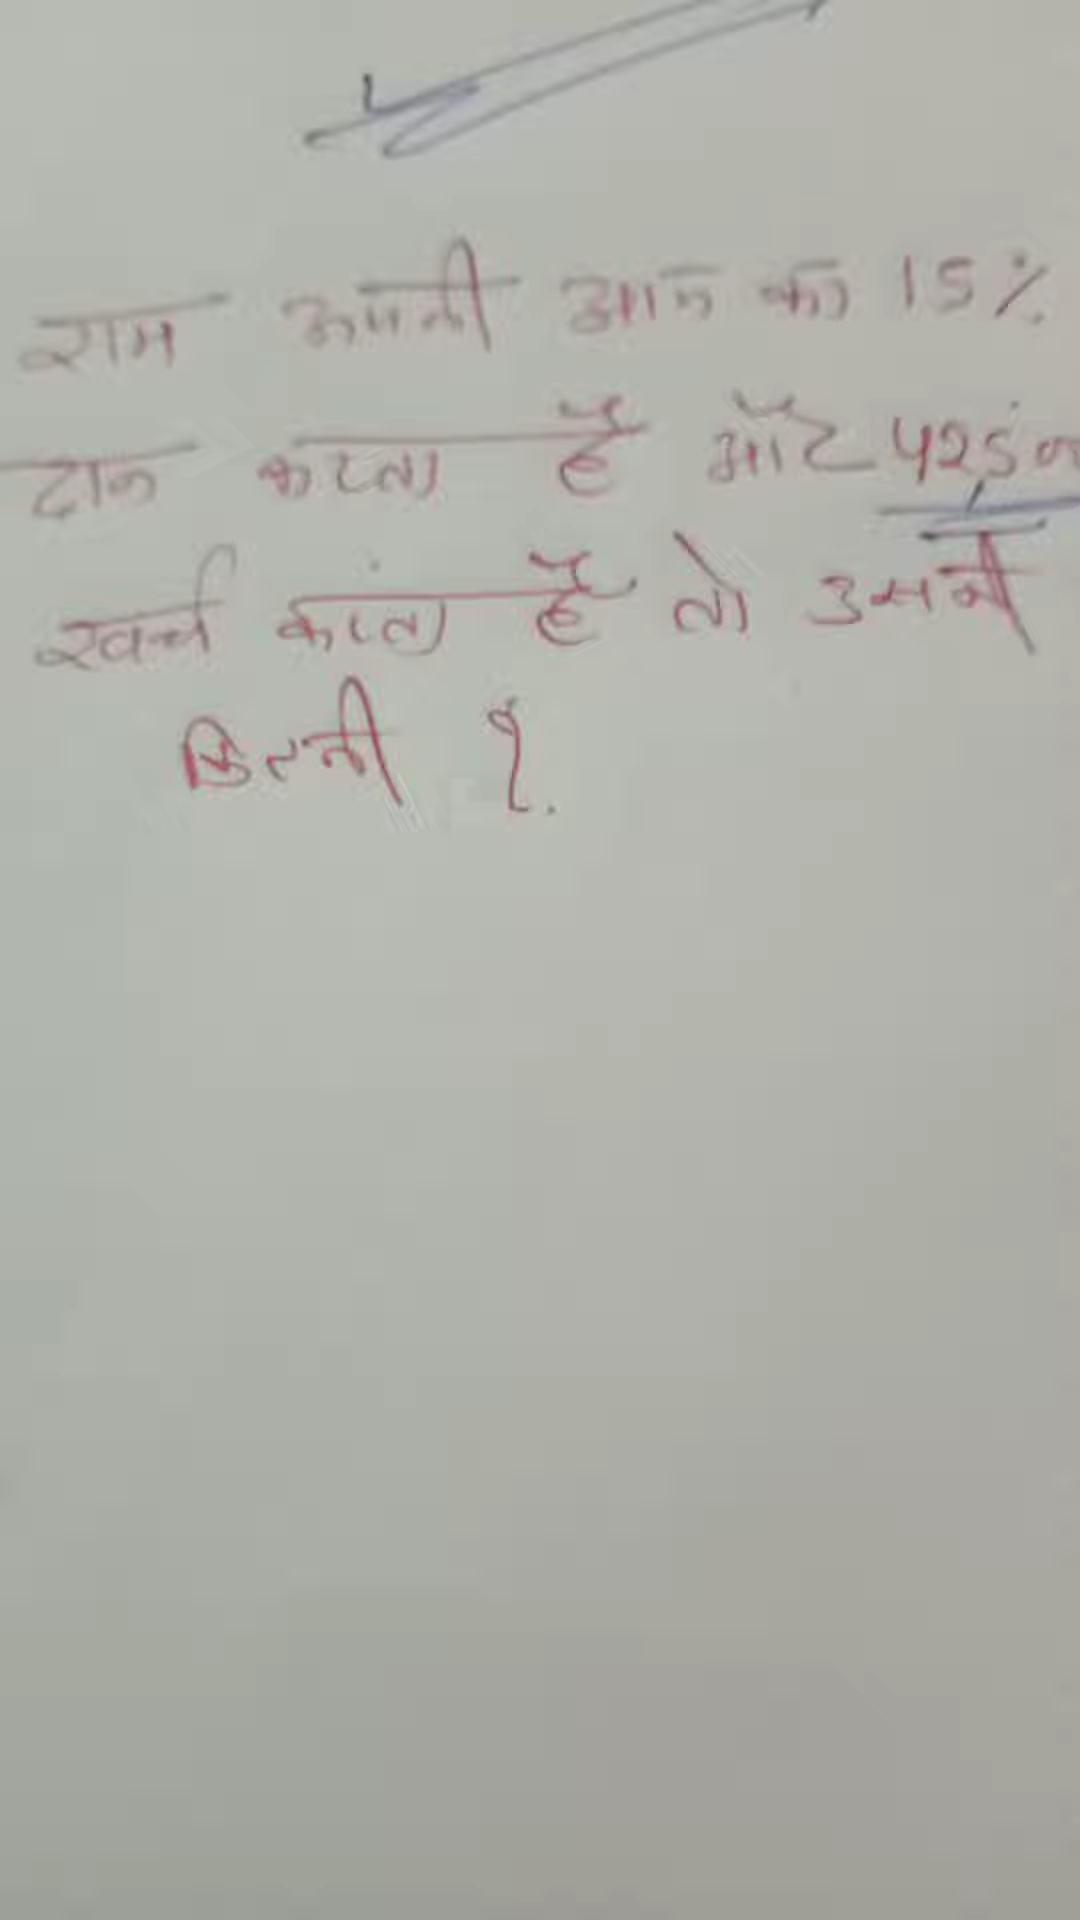 राम अपनी आय का 15%
दान करता है और 425
खर्च करता है तो उसकी
कितनी ?.